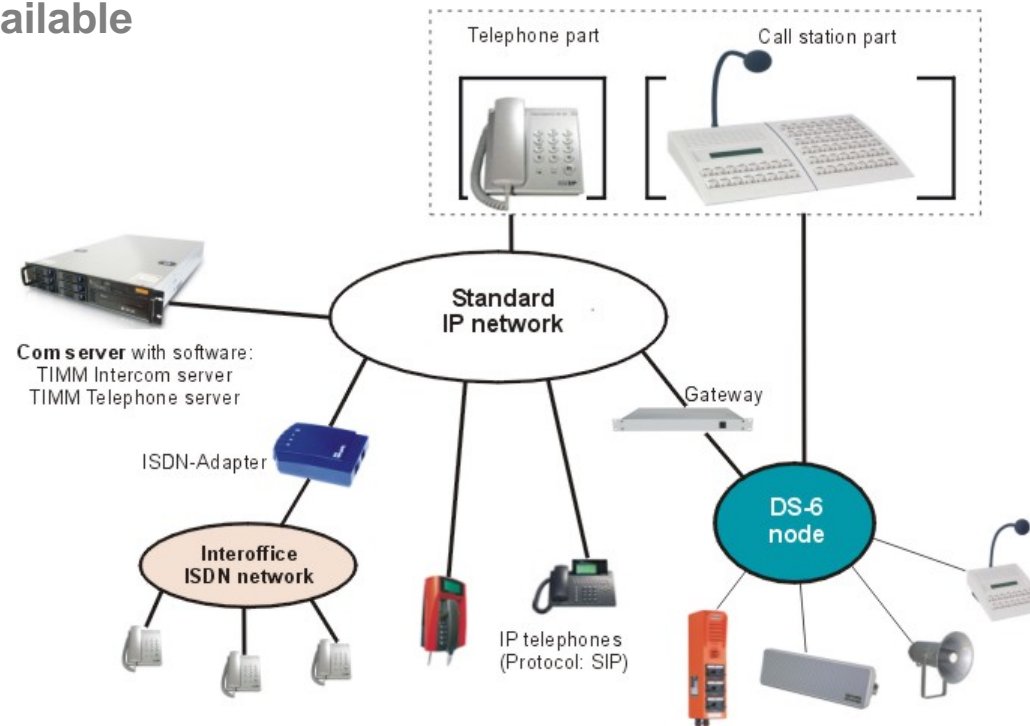 ailable
Telephone part
Call station part
Standard
IP network
Com server with software:
TIMM Intercom server
TIMM Telephone server
Gateway
ISDN-Adapter
DS-6
node
Interoffice
ISDN network
IP telephones
(Protocol: SIP)